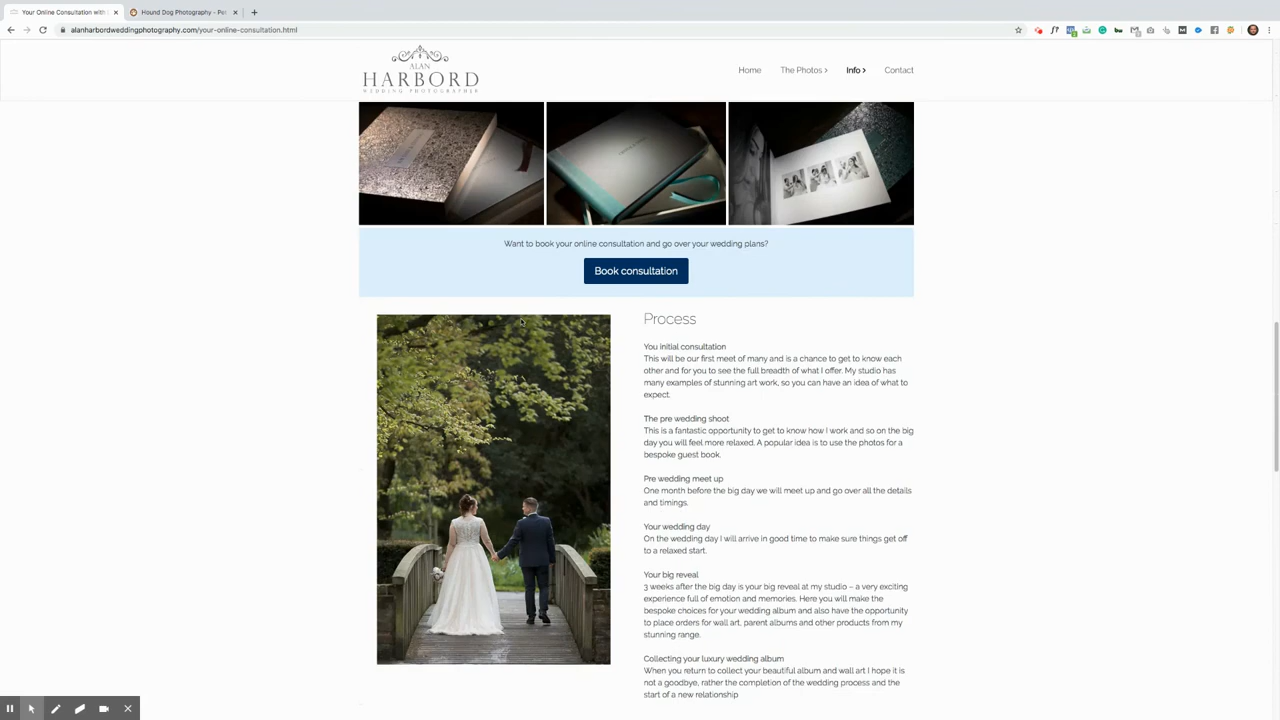 Your Online Consultation with
Hound Dog Photography - Po
alanharbordweddingphotography.com/your-online-consultation.html
ALAN
HARBORD
WEDDING PHOTOGRAPHER
Home
The Photos >
Info >
Contact
Want to book your online consultation and go over your wedding plans?
Book consultation
Process
You initial consultation
This will be our first meet of many and is a chance to get to know each
other and for you to see the full breadth of what I offer. My studio has
many examples of stunning art work, so you can have an idea of what to
expect.
The pre wedding shoot
This is a fantastic opportunity to get to know how I work and so on the big
day you will feel more relaxed. A popular idea is to use the photos for a
bespoke guest book.
Pre wedding meet up
One month before the big day we will meet up and go over all the details
and timings.
Your wedding day
On the wedding day I will arrive in good time to make sure things get off
to a relaxed start.
Your big reveal
3 weeks after the big day is your big reveal at my studio – a very exciting
experience full of emotion and memories. Here you will make the
bespoke choices for your wedding album and also have the opportunity
to place orders for wall art, parent albums and other products from my
stunning range.
Collecting your luxury wedding album
When you return to collect your beautiful album and wall art I hope it is
not a goodbye, rather the completion of the wedding process and the
start of a new relationship